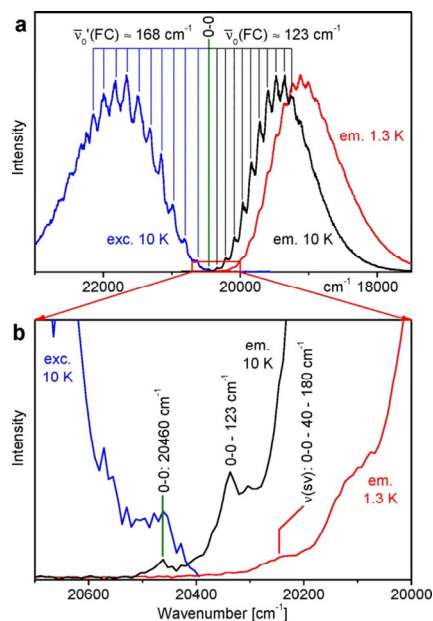 a
ν̅₀'(FC) ≈ 168 cm⁻¹
0-0
ν̅₀(FC) ≈ 123 cm⁻¹
Intensity
em. 1.3 K
exc. 10 K
em. 10 K
22000
20000
cm⁻¹
18000
b
exc.
10 K
em.
10 K
0-0: 20460 cm⁻¹
0-0 - 123 cm⁻¹
ν(sv): 0-0 - 40 - 180 cm⁻¹
em.
1.3 K
Intensity
20600
20400
20200
20000
Wavenumber [cm⁻¹]